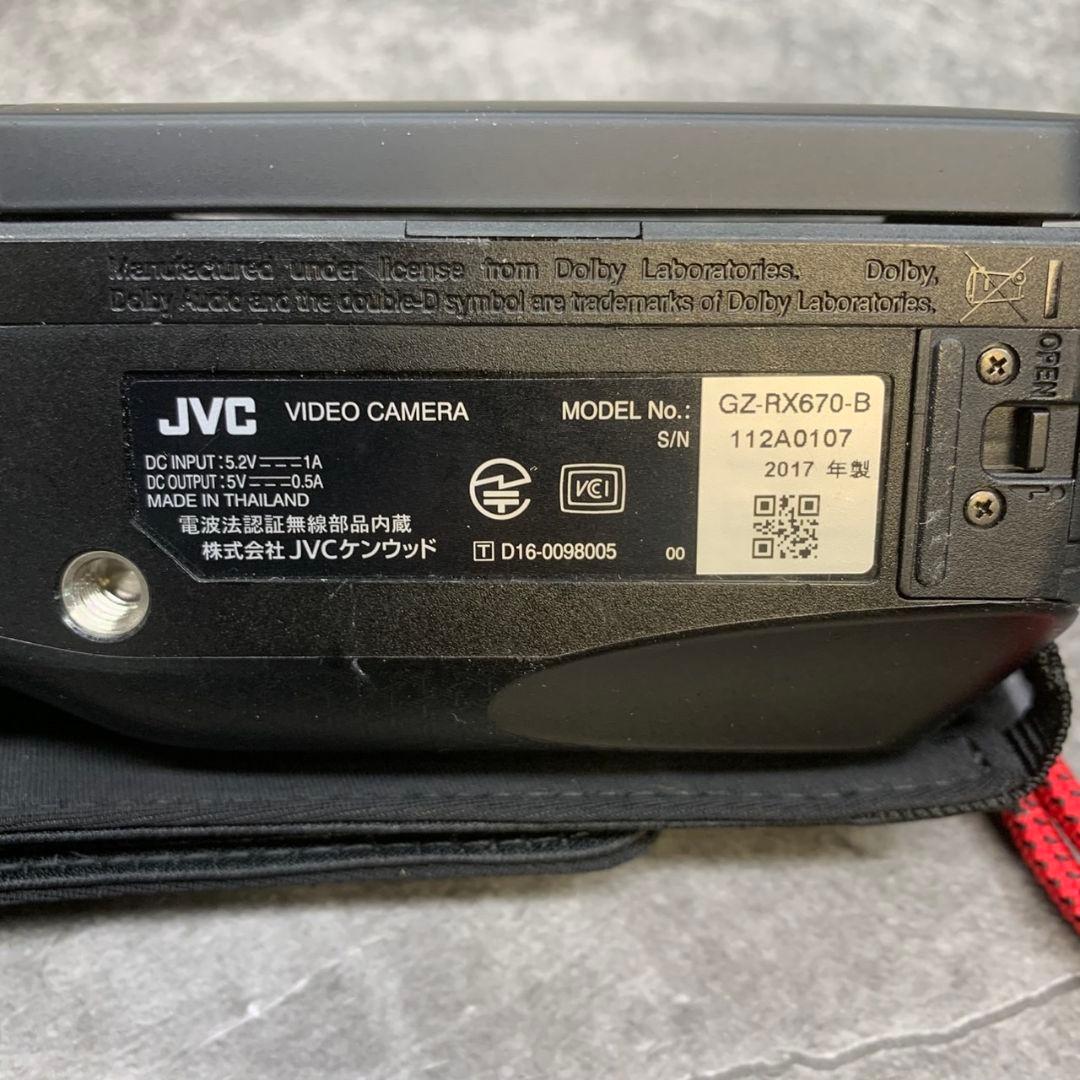 Manufactured under license from Dolby Laboratories. Dolby,
Dolby Audio and the double-D symbol are trademarks of Dolby Laboratories.
OPEN
JVC VIDEO CAMERA MODEL No.: GZ-RX670-B
S/N 112A0107
2017 年製
DC INPUT : 5.2V⎓1A
DC OUTPUT : 5V⎓0.5A
MADE IN THAILAND
VCI
電波法認証無線部品内蔵
株式会社 JVCケンウッド
T D16-0098005 00